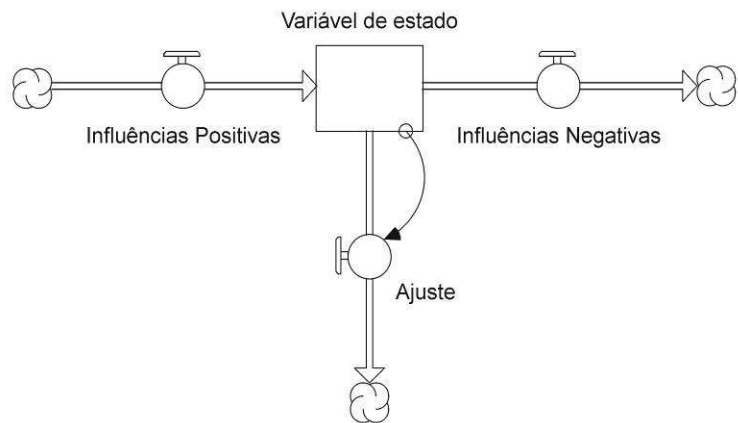 Variável de estado
Influências Positivas
Influências Negativas
Ajuste